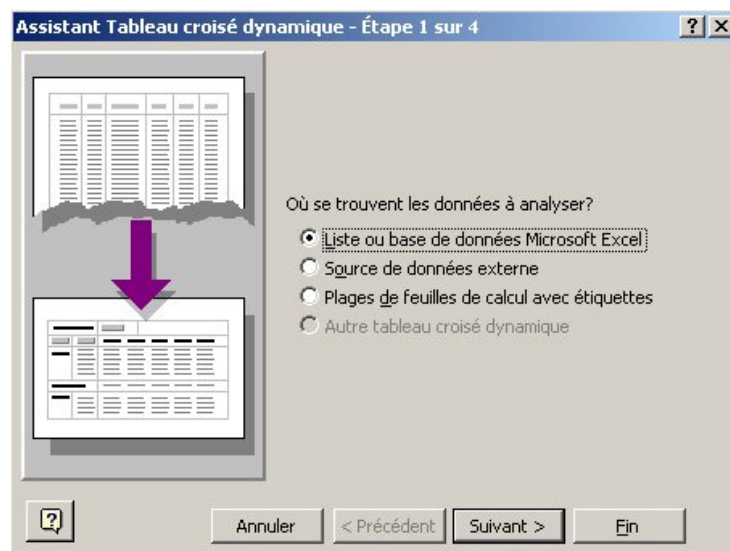 Assistant Tableau croisé dynamique - Étape 1 sur 4
Où se trouvent les données à analyser?
Liste ou base de données Microsoft Excel
Source de données externe
Plages de feuilles de calcul avec étiquettes
Autre tableau croisé dynamique
Annuler
< Précédent
Suivant >
Fin